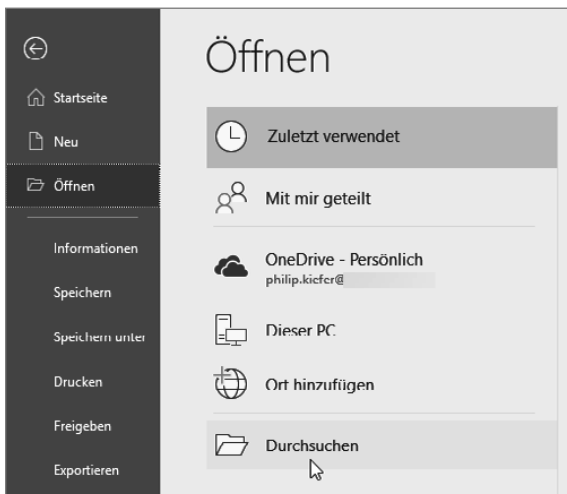 Startseite
Neu
Öffnen
Informationen
Speichern
Speichern unter
Drucken
Freigeben
Exportieren
Öffnen
Zuletzt verwendet
Mit mir geteilt
OneDrive - Persönlich
philip.kiefer@
Dieser PC
Ort hinzufügen
Durchsuchen